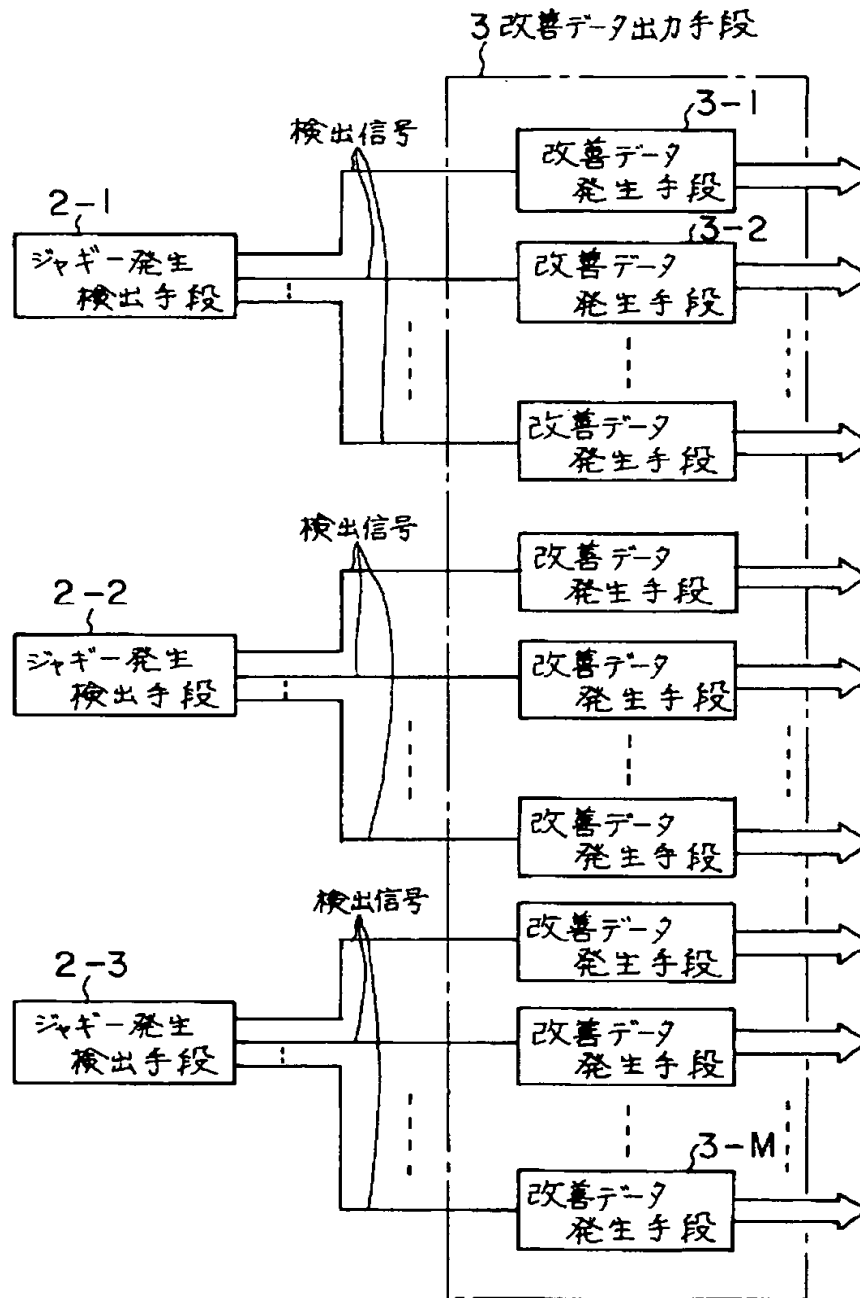 3 改善データ出力手段
3-1
検出信号
改善データ
発生手段
2-1
3-2
ジャギー発生
検出手段
改善データ
発生手段
改善データ
発生手段
検出信号
改善データ
発生手段
2-2
ジャギー発生
検出手段
改善データ
発生手段
改善データ
発生手段
検出信号
改善データ
発生手段
2-3
ジャギー発生
検出手段
改善データ
発生手段
3-M
改善データ
発生手段